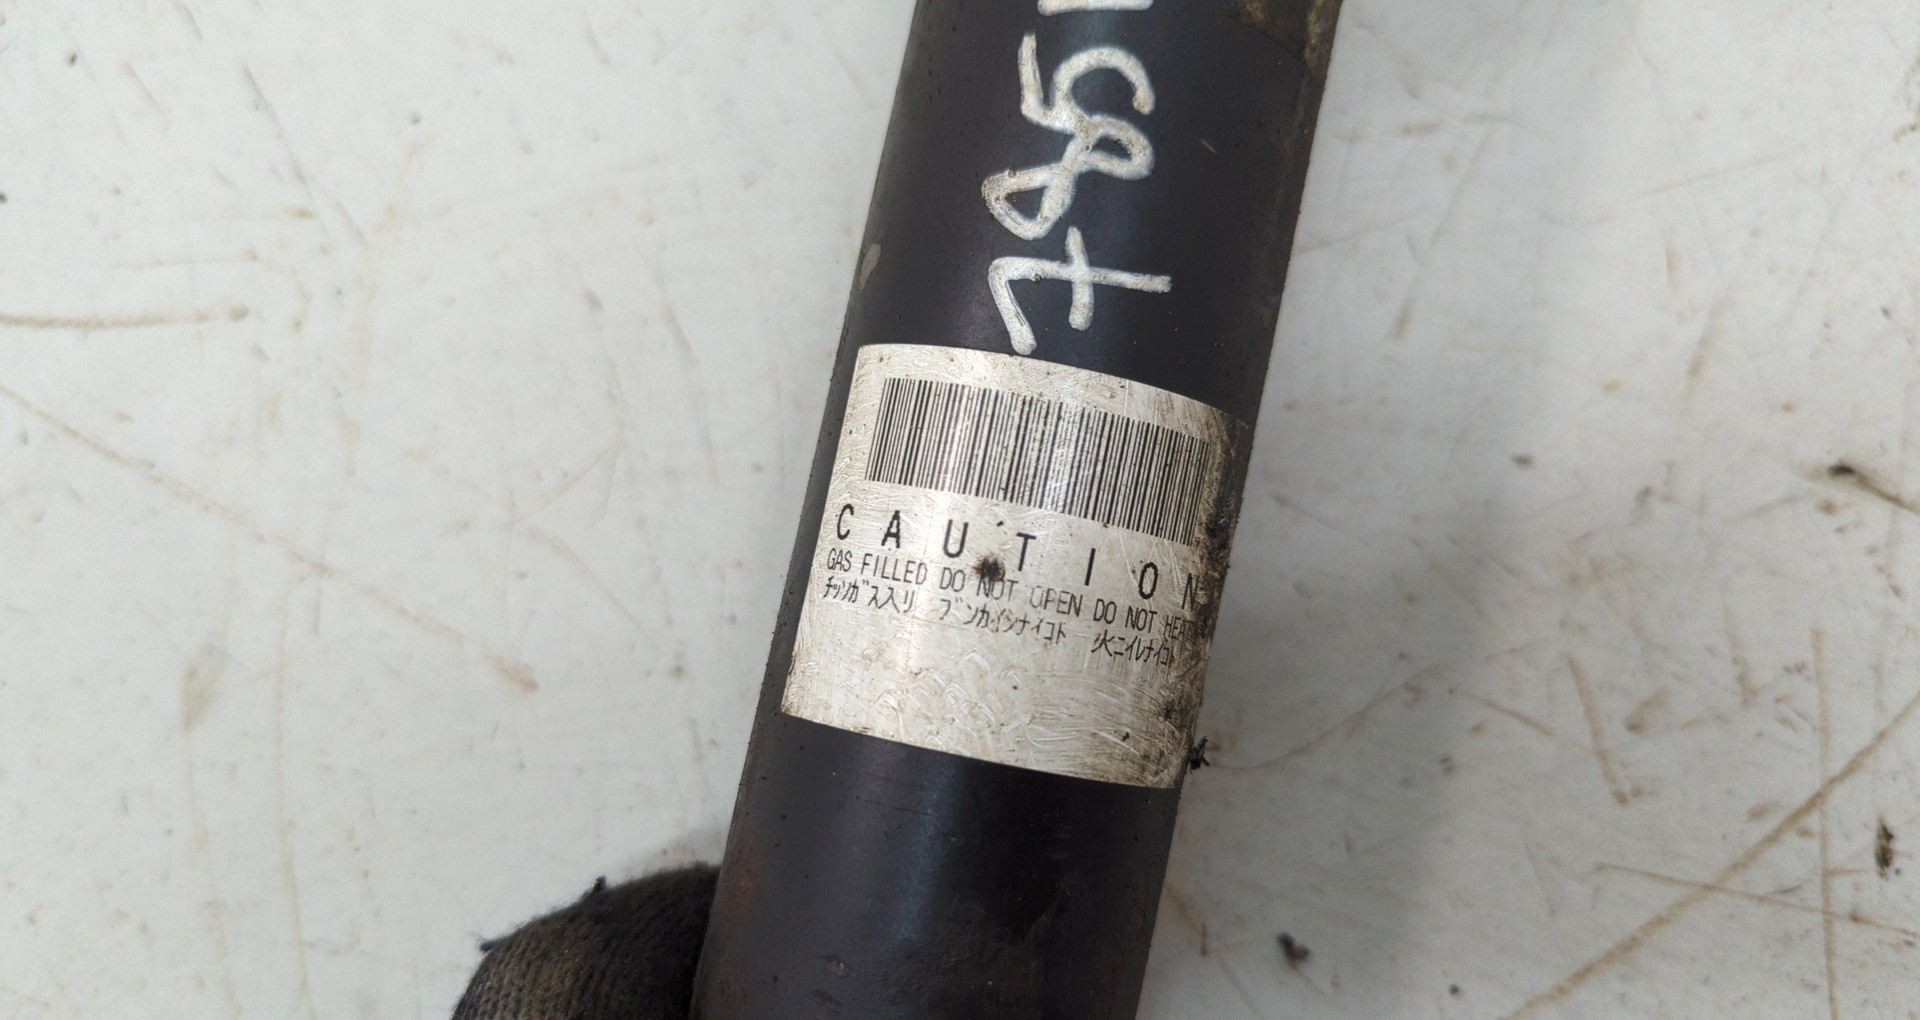 785
CAUTION
GAS FILLED DO NOT OPEN DO NOT HEAT
ﾁｯｿｶﾞｽ入ﾘ ﾌﾞﾝｶｲｼﾅｲｺﾄ 火ﾆｲﾚﾅｲｺﾄ